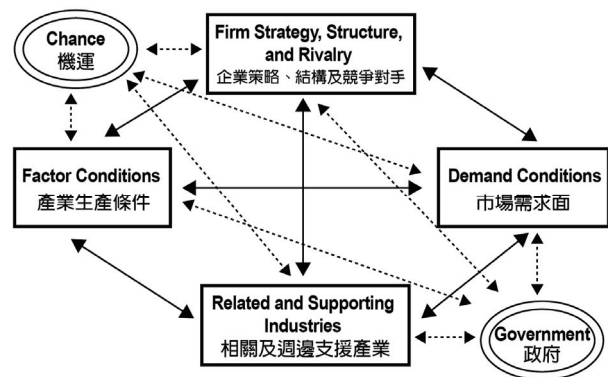 Chance
機運
Firm Strategy, Structure,
and Rivalry
企業策略、結構及競爭對手
Factor Conditions
產業生產條件
Demand Conditions
市場需求面
Related and Supporting
Industries
相關及週邊支援產業
Government
政府